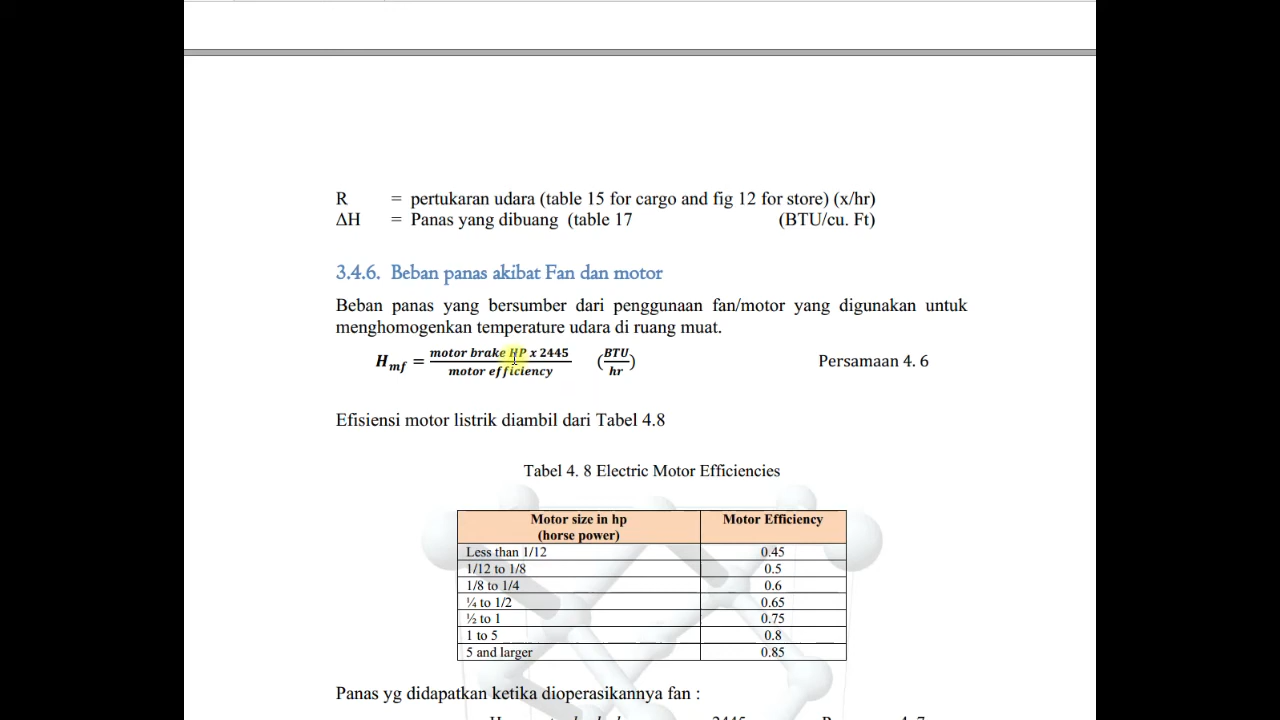 R = pertukaran udara (table 15 for cargo and fig 12 for store) (x/hr)
ΔH = Panas yang dibuang (table 17 (BTU/cu. Ft)
3.4.6. Beban panas akibat Fan dan motor
Beban panas yang bersumber dari penggunaan fan/motor yang digunakan untuk
menghomogenkan temperature udara di ruang muat.
H_mf = (motor brake HP x 2445) / (motor efficiency) (BTU/hr) Persamaan 4. 6
Efisiensi motor listrik diambil dari Tabel 4.8
Tabel 4. 8 Electric Motor Efficiencies
Motor size in hp (horse power) Motor Efficiency
Less than 1/12 0.45
1/12 to 1/8 0.5
1/8 to 1/4 0.6
¼ to 1/2 0.65
½ to 1 0.75
1 to 5 0.8
5 and larger 0.85
Panas yg didapatkan ketika dioperasikannya fan :